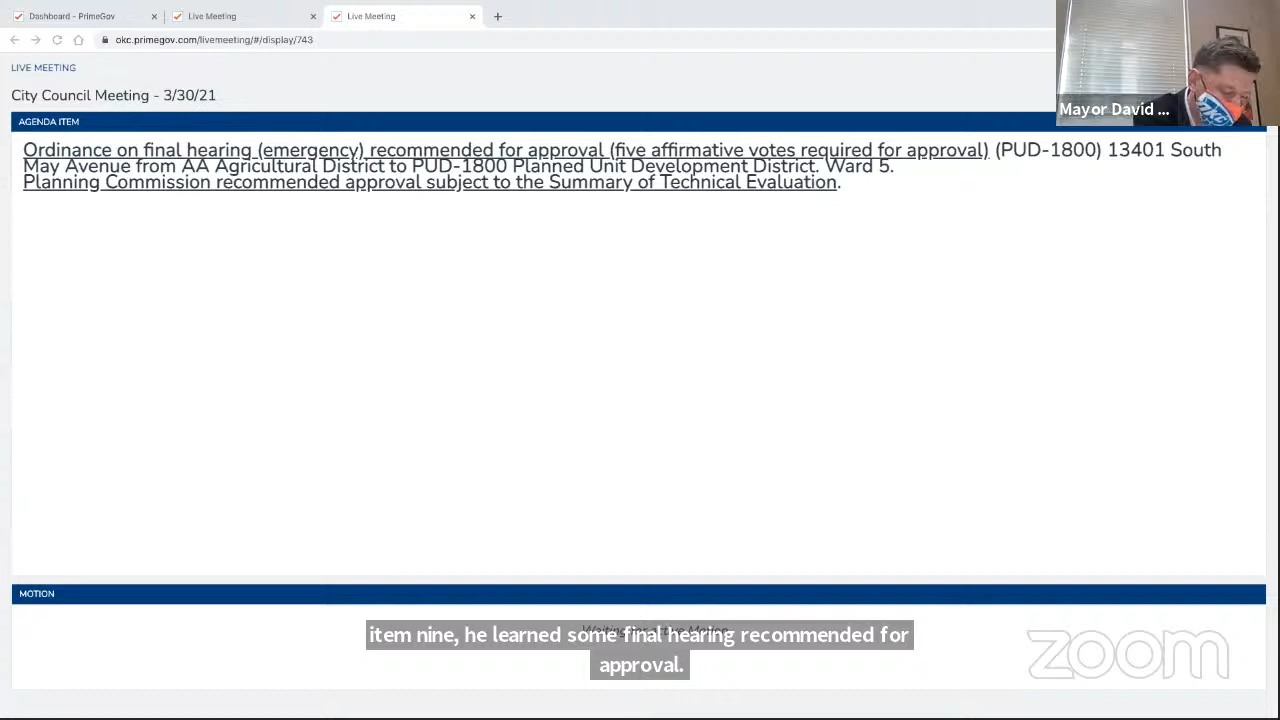 Dashboard - PrimeGov
Live Meeting
Live Meeting
okc.primegov.com/livemeeting/#/display/743
LIVE MEETING
City Council Meeting - 3/30/21
Mayor David ...
AGENDA ITEM
Ordinance on final hearing (emergency) recommended for approval (five affirmative votes required for approval) (PUD-1800) 13401 South
May Avenue from AA Agricultural District to PUD-1800 Planned Unit Development District. Ward 5.
Planning Commission recommended approval subject to the Summary of Technical Evaluation.
MOTION
Waiting for active Motion
item nine, he learned some final hearing recommended for
approval.
zoom